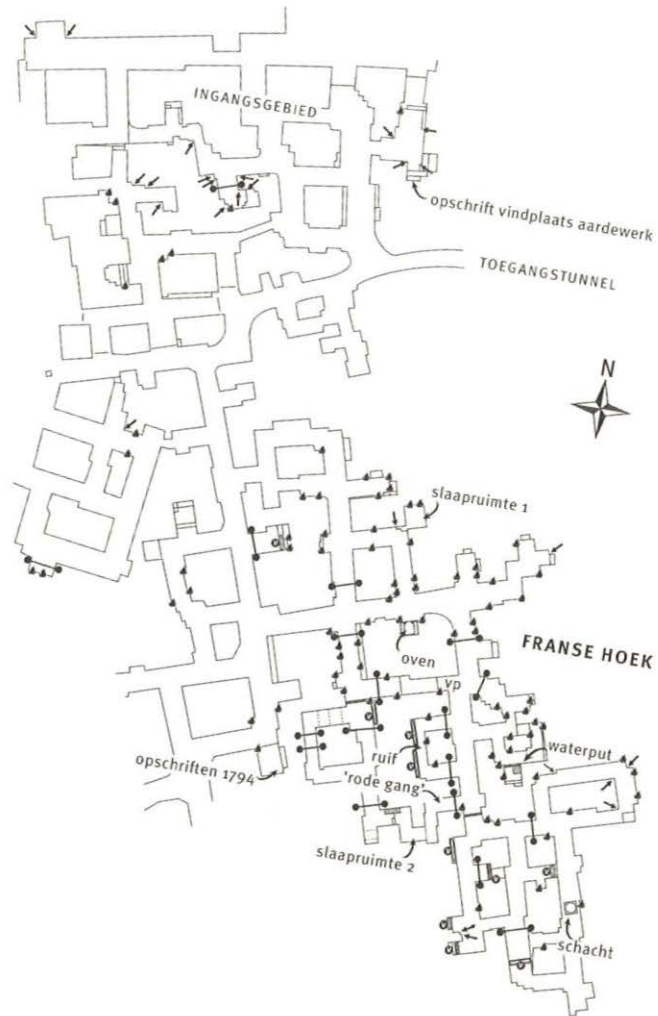 INGANGSGEBIED
opschrift vindplaats aardewerk
TOEGANGSTUNNEL
N
slaapruimte 1
FRANSE HOEK
oven
vp
waterput
ruif
opschriften 1794
'rode gang'
slaapruimte 2
schacht